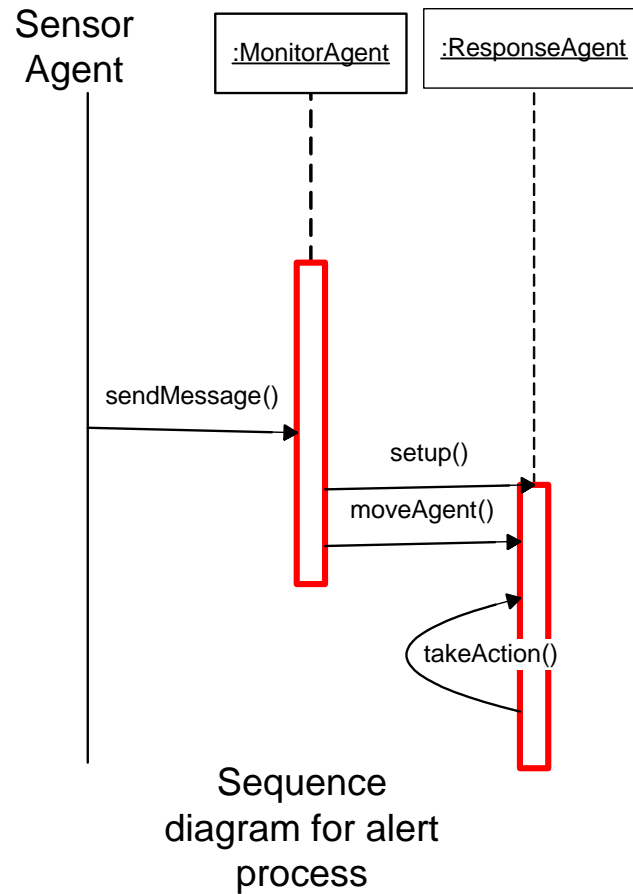 Sensor
Agent
:MonitorAgent
:ResponseAgent
sendMessage()
setup()
moveAgent()
takeAction()
Sequence
diagram for alert
process